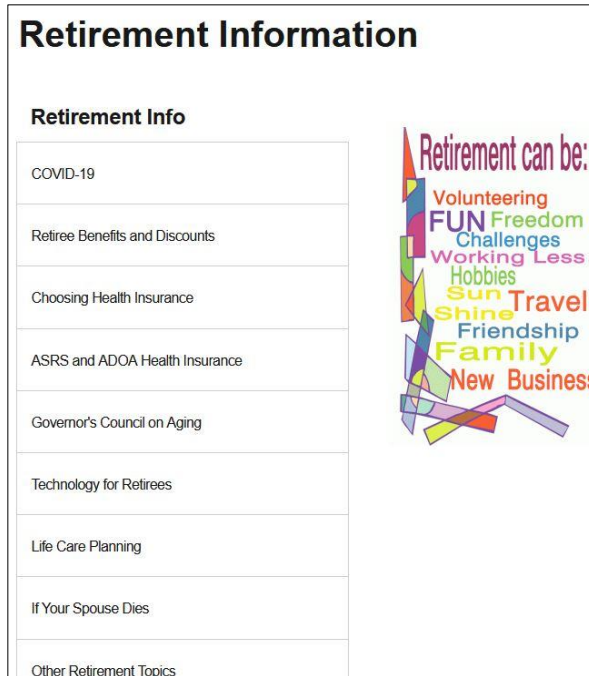 Retirement Information
Retirement Info
COVID-19
Retiree Benefits and Discounts
Choosing Health Insurance
ASRS and ADOA Health Insurance
Governor's Council on Aging
Technology for Retirees
Life Care Planning
If Your Spouse Dies
Other Retirement Topics
Retirement can be:
Volunteering
FUN Freedom
Challenges
Working Less
Hobbies
Sun Travel
Shine
Friendship
Family
New Business